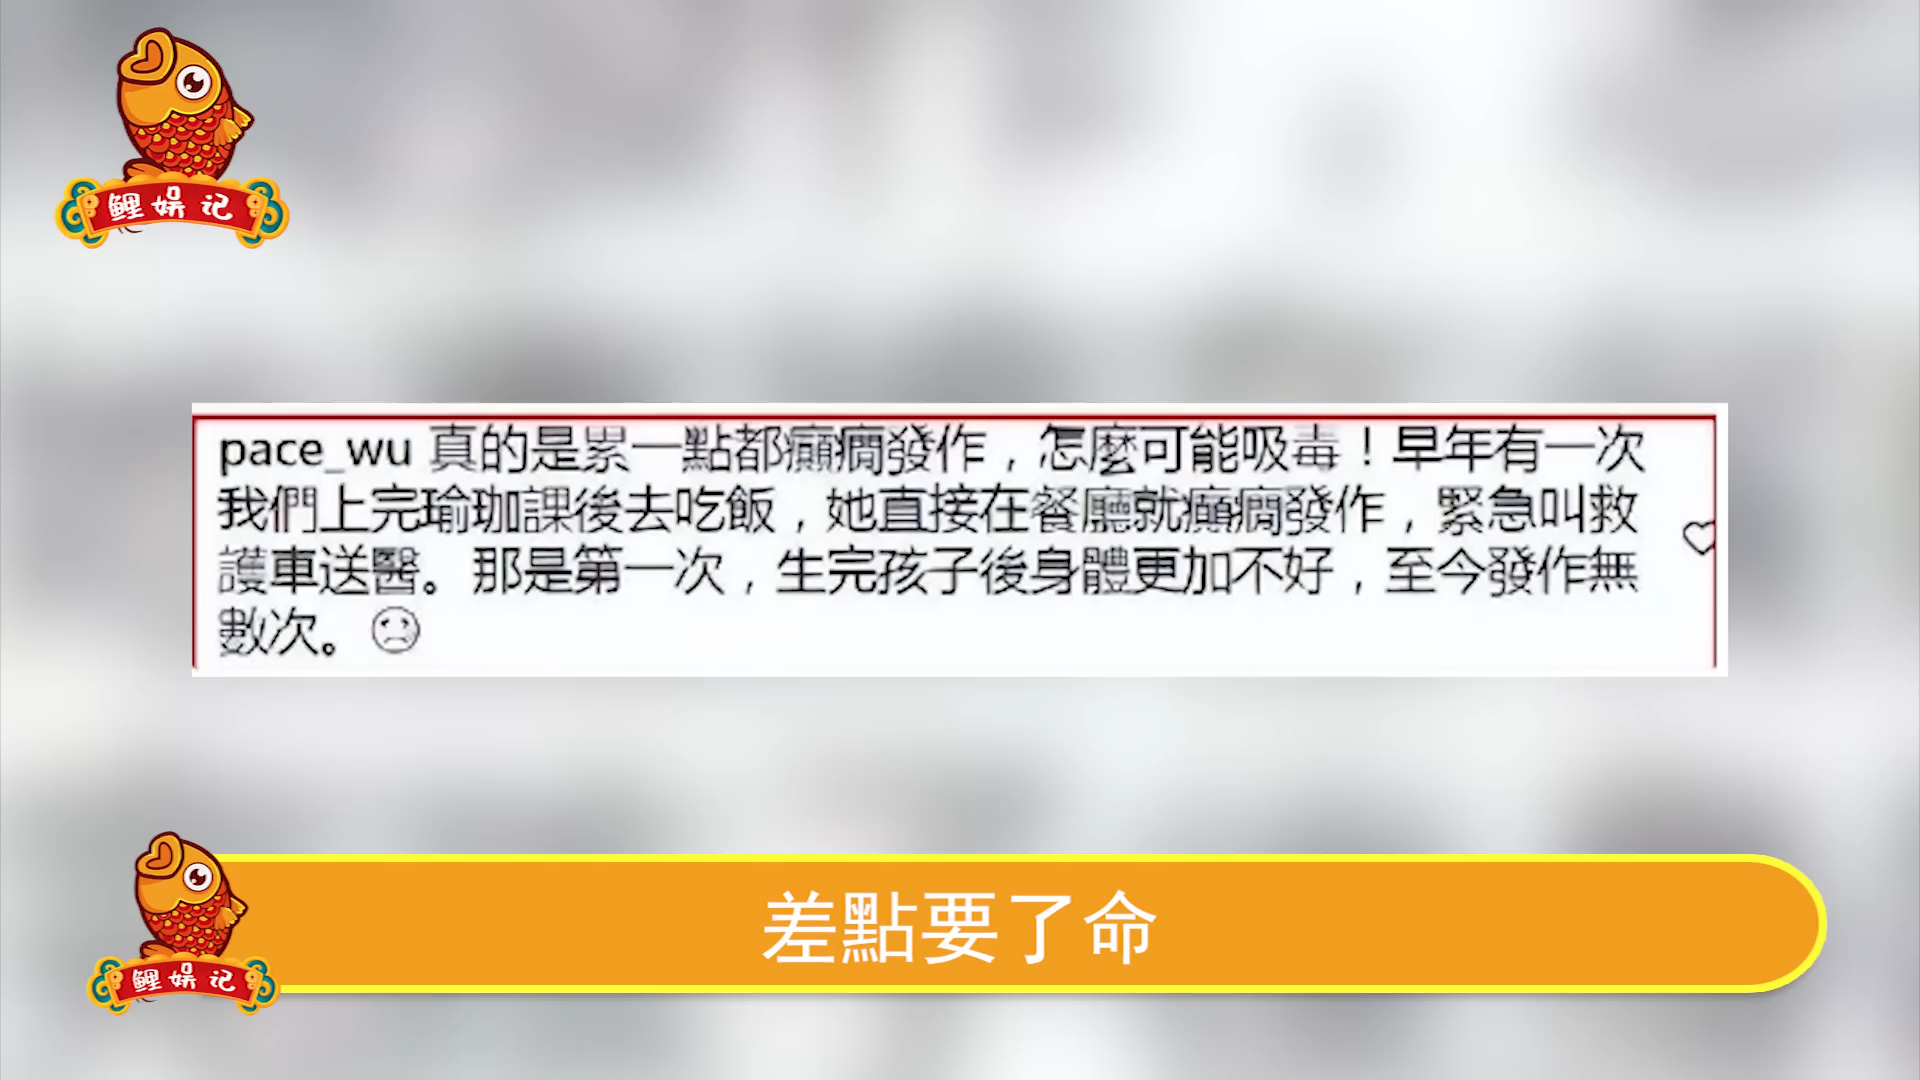 鲤娱记
pace_wu 真的是累一點都癲癇發作，怎麼可能吸毒！早年有一次
我們上完瑜珈課後去吃飯，她直接在餐廳就癲癇發作，緊急叫救
護車送醫。那是第一次，生完孩子後身體更加不好，至今發作無
數次。☹
差點要了命
鲤娱记